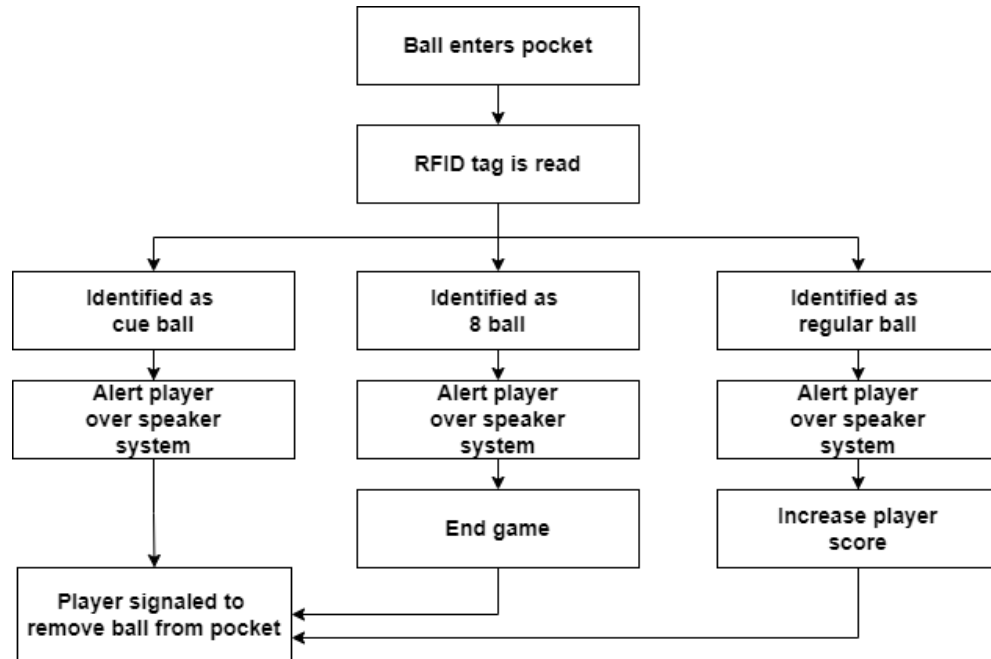 Ball enters pocket
RFID tag is read
Identified as
cue ball
Identified as
8 ball
Identified as
regular ball
Alert player
over speaker
system
Alert player
over speaker
system
Alert player
over speaker
system
End game
Increase player
score
Player signaled to
remove ball from pocket